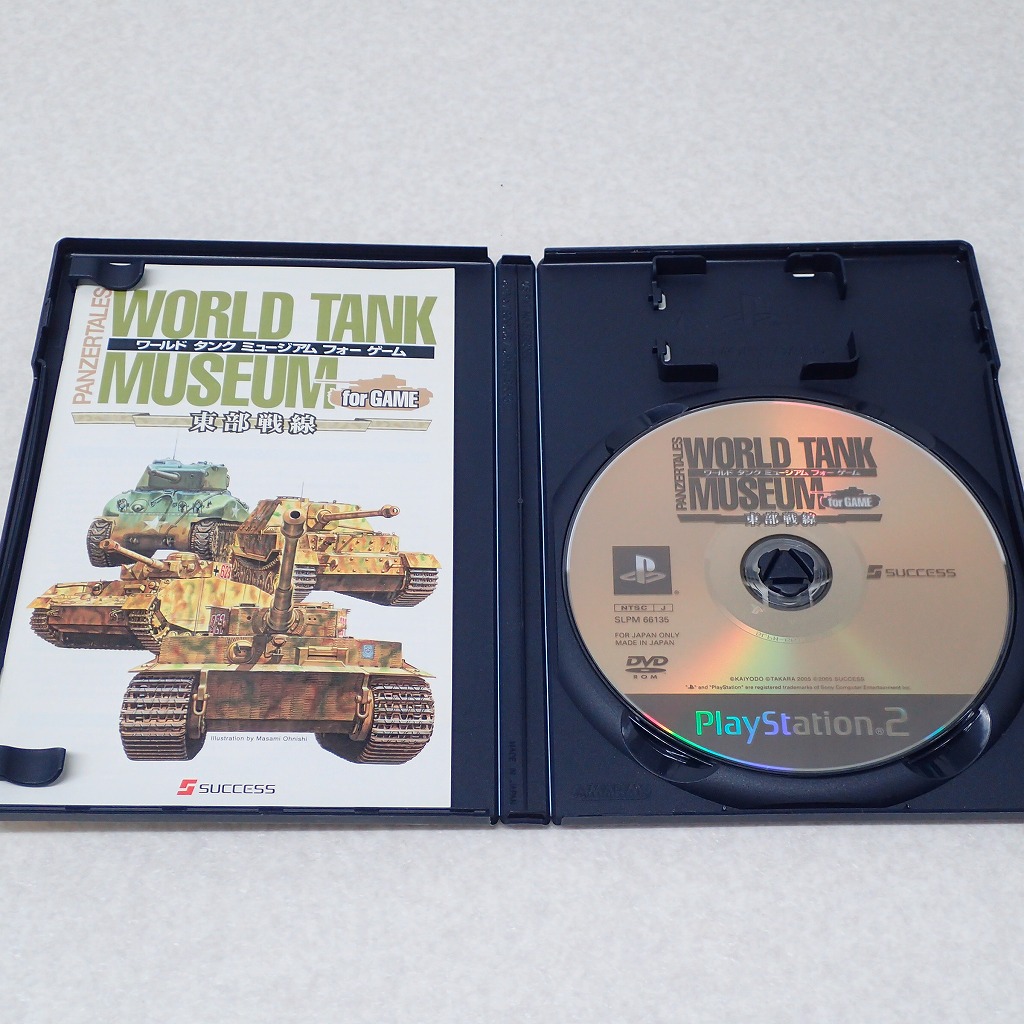 PANZERTALES
WORLD TANK
ワールド タンク ミュージアム フォー ゲーム
MUSEUM
for GAME
東部戦線
Illustration by Masami Ohnishi
SUCCESS
PANZERTALES
WORLD TANK
ワールド タンク ミュージアム フォー ゲーム
MUSEUM
for GAME
東部戦線
SUCCESS
NTSC J
SLPM 66135
FOR JAPAN ONLY
MADE IN JAPAN
DVD
ROM
©KAIYODO ©TAKARA 2003 ©2005 SUCCESS
"PS" and "PlayStation" are registered trademarks of Sony Computer Entertainment Inc.
PlayStation®2